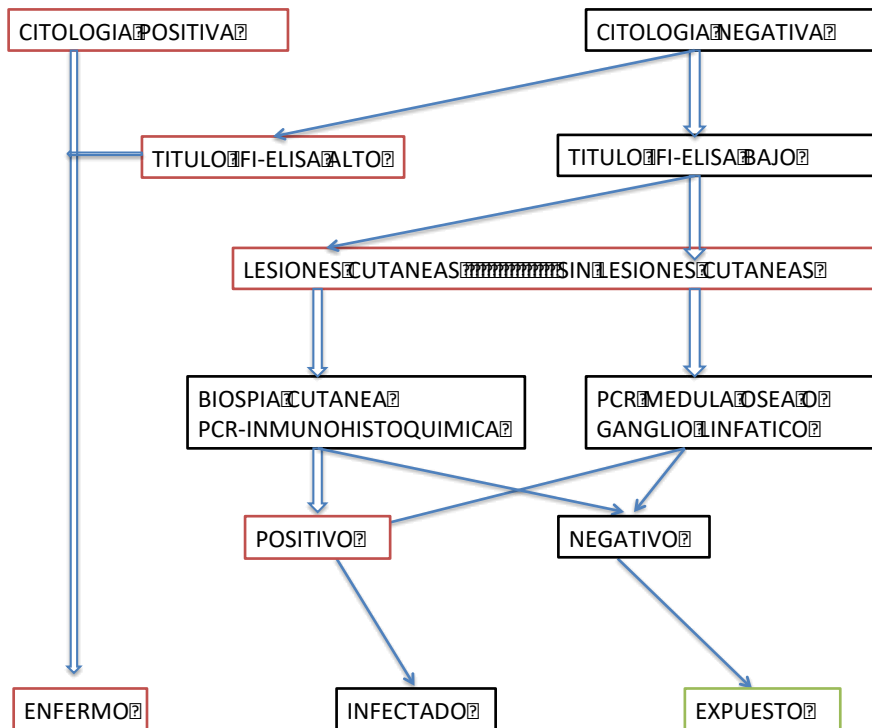 CITOLOGIA POSITIVA
CITOLOGIA NEGATIVA
TITULO IFI-ELISA ALTO
TITULO IFI-ELISA BAJO
LESIONES CUTANEAS SIN LESIONES CUTANEAS
BIOSPIA CUTANEA
PCR-INMUNOHISTOQUIMICA
PCR MEDULA OSEA O
GANGLIO LINFATICO
POSITIVO
NEGATIVO
ENFERMO
INFECTADO
EXPUESTO